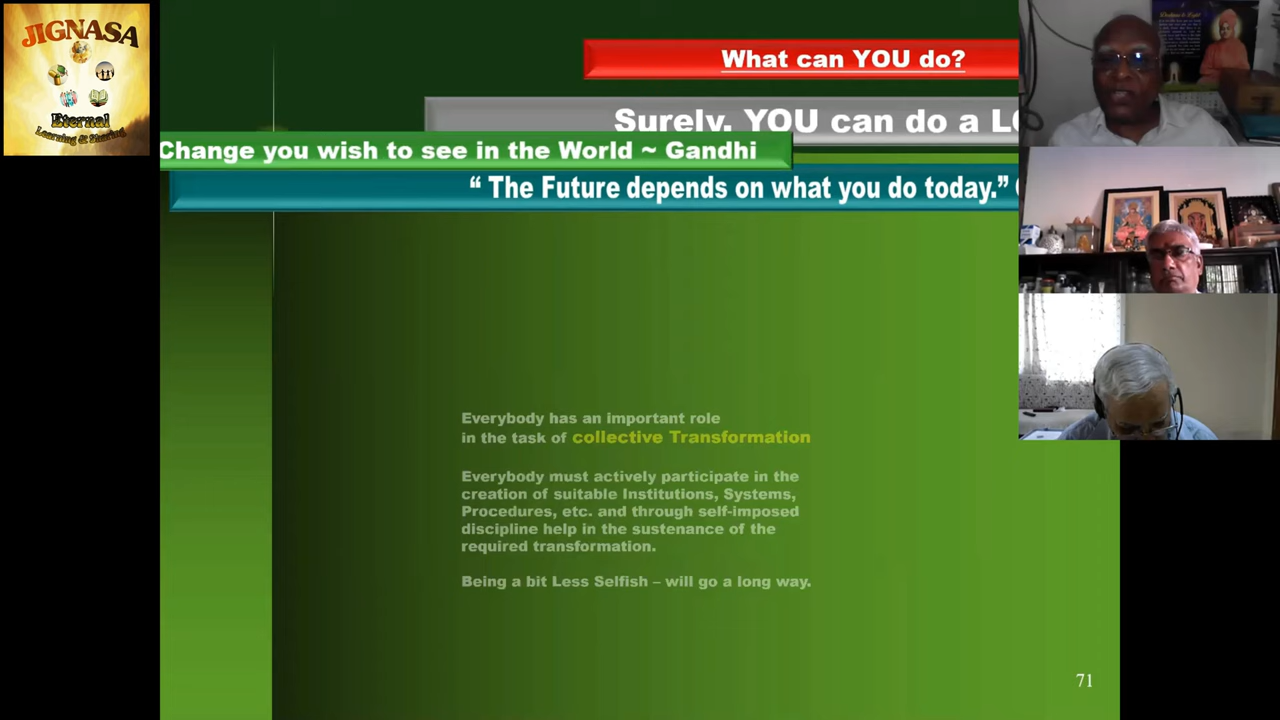 JIGNASA
Eternal
Learning & Sharing
What can YOU do?
Surely, YOU can do a
Change you wish to see in the World ~ Gandhi
“ The Future depends on what you do today.”
Everybody has an important role
in the task of collective Transformation
Everybody must actively participate in the
creation of suitable Institutions, Systems,
Procedures, etc. and through self-imposed
discipline help in the sustenance of the
required transformation.
Being a bit Less Selfish – will go a long way.
71